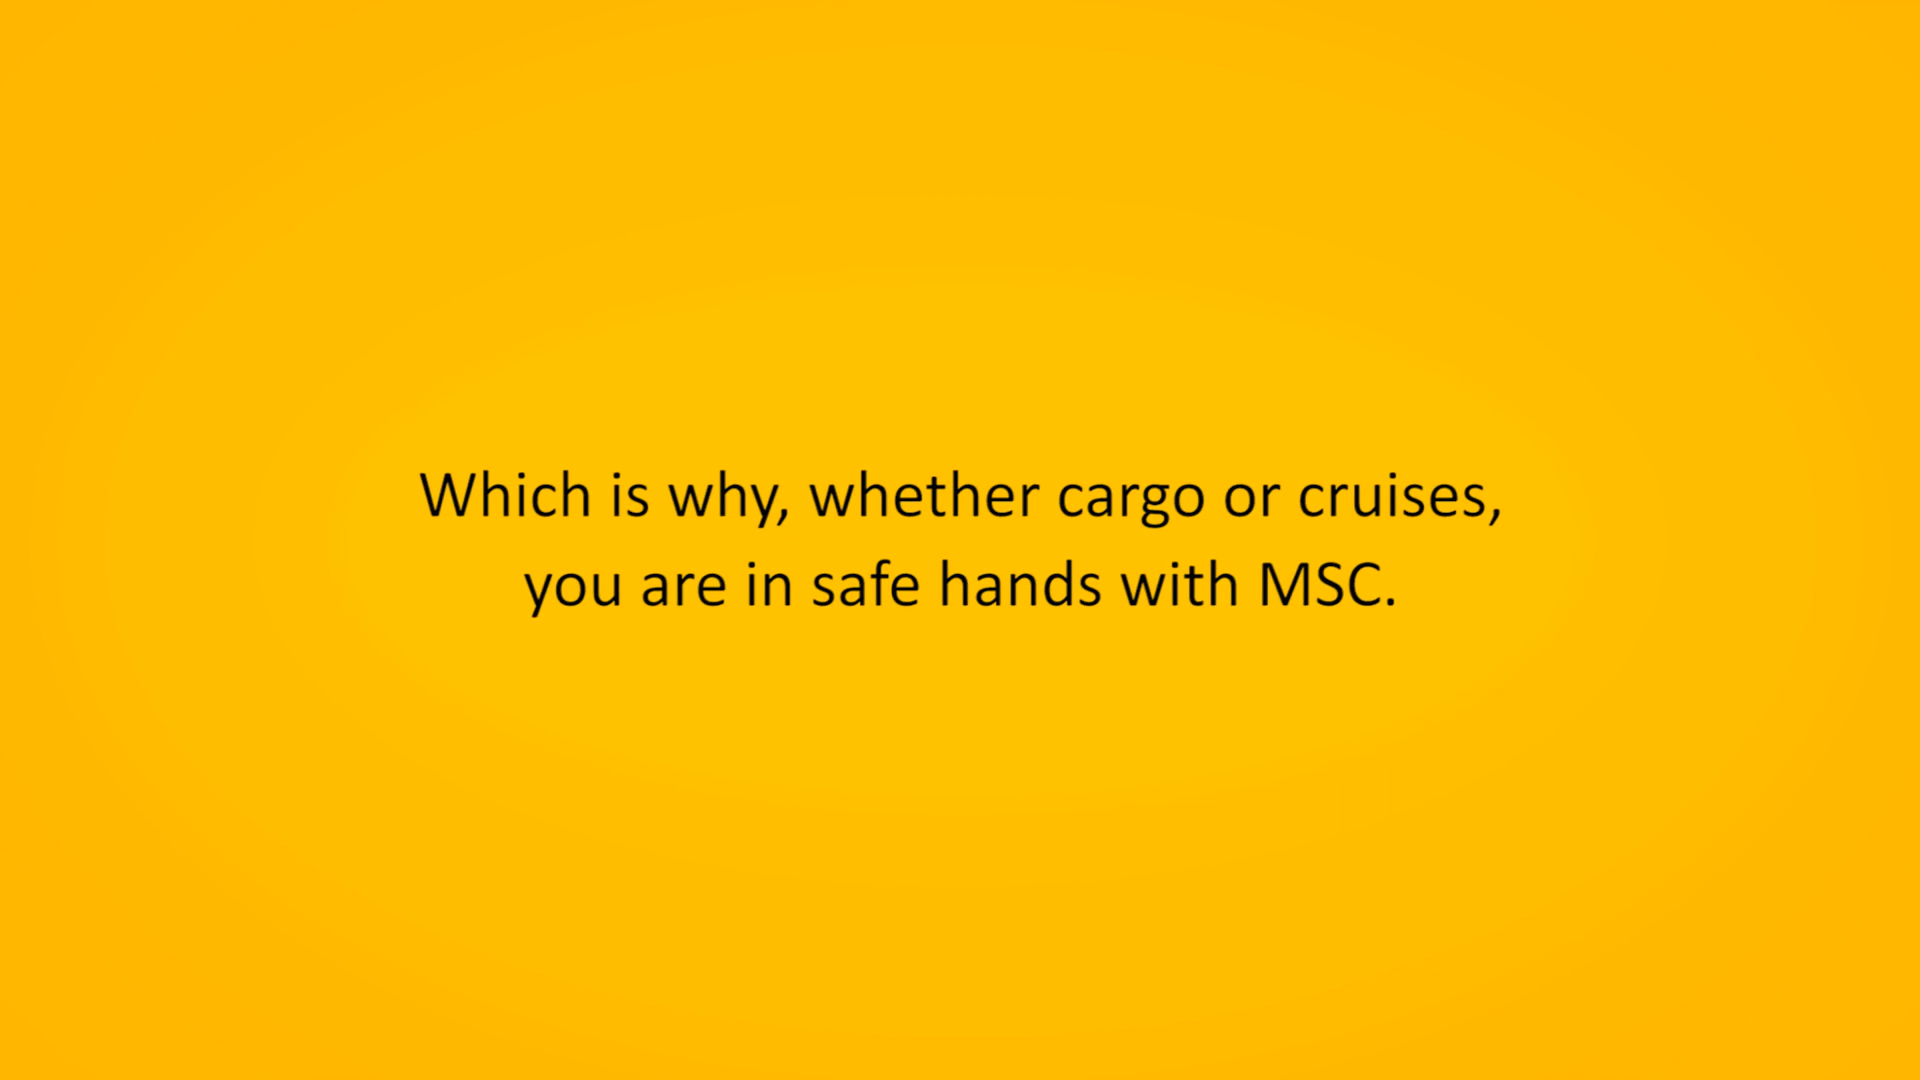 Which is why, whether cargo or cruises,
you are in safe hands with MSC.